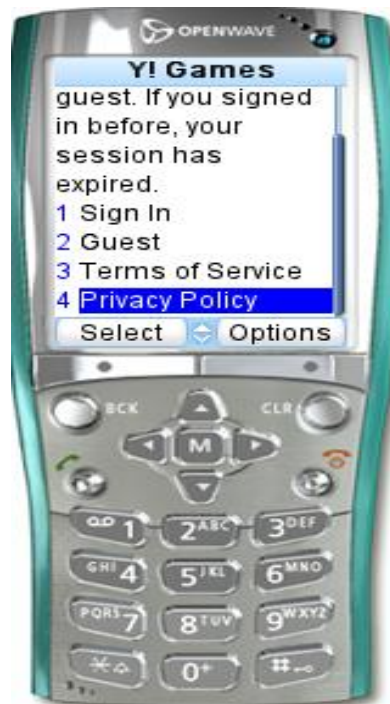 OPENWAVE
Y! Games
guest. If you signed
in before, your
session has
expired.
1 Sign In
2 Guest
3 Terms of Service
4 Privacy Policy
Select Options
BCK CLR
M
1 2ABC 3DEF
GHI4 5JKL 6MNO
PQRS7 8TUV 9WXYZ
* 0+ #